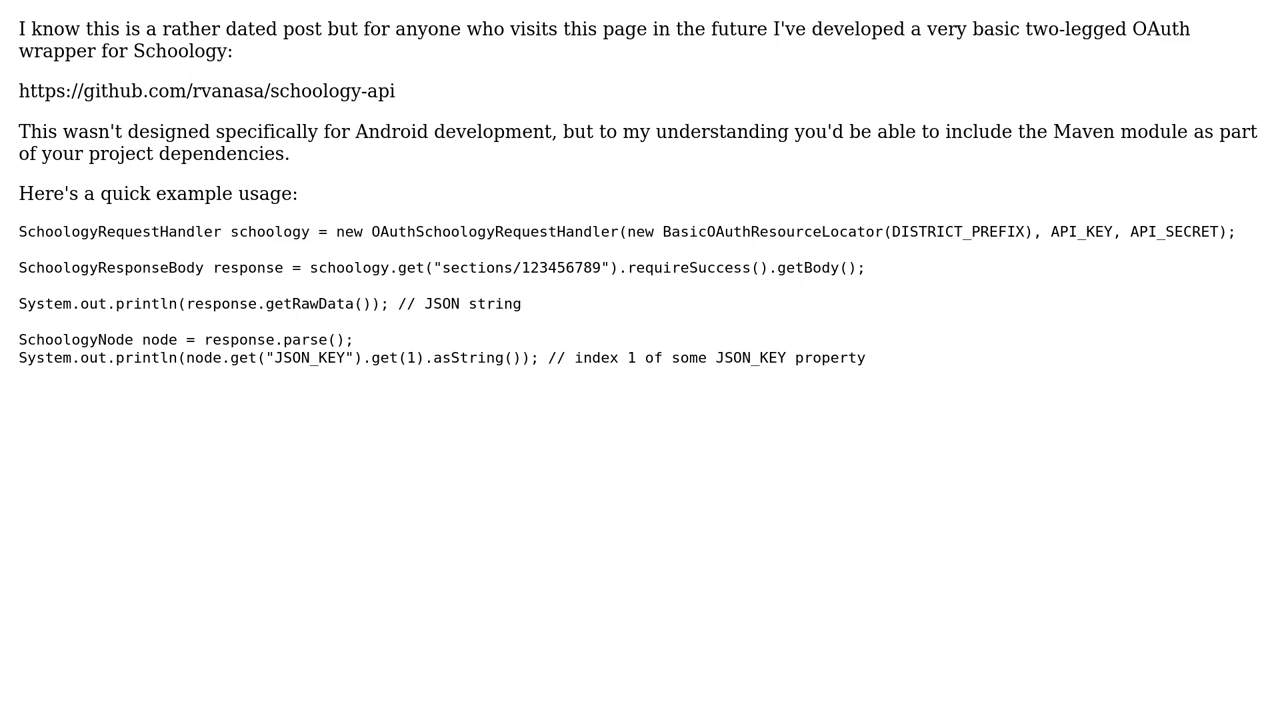 I know this is a rather dated post but for anyone who visits this page in the future I've developed a very basic two-legged OAuth
wrapper for Schoology:
https://github.com/rvanasa/schoology-api
This wasn't designed specifically for Android development, but to my understanding you'd be able to include the Maven module as part
of your project dependencies.
Here's a quick example usage:
SchoologyRequestHandler schoology = new OAuthSchoologyRequestHandler(new BasicOAuthResourceLocator(DISTRICT_PREFIX), API_KEY, API_SECRET);
SchoologyResponseBody response = schoology.get("sections/123456789").requireSuccess().getBody();
System.out.println(response.getRawData()); // JSON string
SchoologyNode node = response.parse();
System.out.println(node.get("JSON_KEY").get(1).asString()); // index 1 of some JSON_KEY property